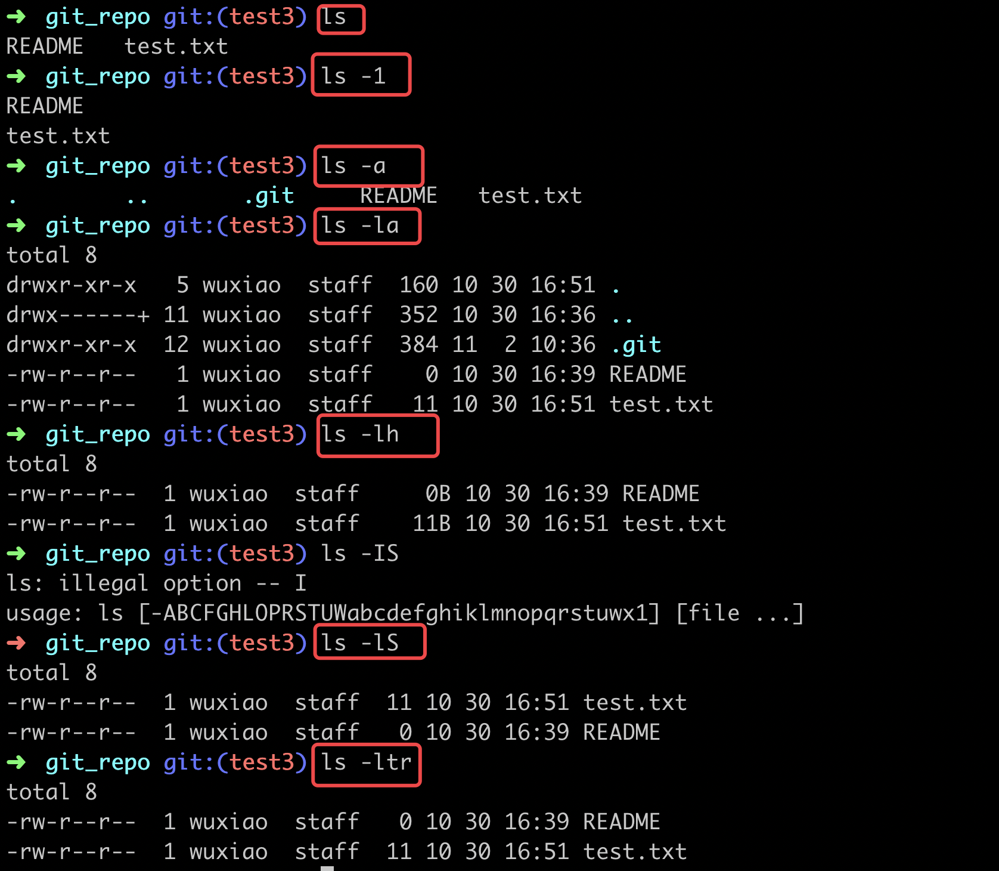 ➜  git_repo git:(test3) ls
README   test.txt
➜  git_repo git:(test3) ls -1
README
test.txt
➜  git_repo git:(test3) ls -a
.        ..       .git     README   test.txt
➜  git_repo git:(test3) ls -la
total 8
drwxr-xr-x   5 wuxiao  staff  160 10 30 16:51 .
drwx------+ 11 wuxiao  staff  352 10 30 16:36 ..
drwxr-xr-x  12 wuxiao  staff  384 11  2 10:36 .git
-rw-r--r--   1 wuxiao  staff    0 10 30 16:39 README
-rw-r--r--   1 wuxiao  staff   11 10 30 16:51 test.txt
➜  git_repo git:(test3) ls -lh
total 8
-rw-r--r--  1 wuxiao  staff     0B 10 30 16:39 README
-rw-r--r--  1 wuxiao  staff    11B 10 30 16:51 test.txt
➜  git_repo git:(test3) ls -IS
ls: illegal option -- I
usage: ls [-ABCFGHLOPRSTUWabcdefghiklmnopqrstuwx1] [file ...]
➜  git_repo git:(test3) ls -lS
total 8
-rw-r--r--  1 wuxiao  staff  11 10 30 16:51 test.txt
-rw-r--r--  1 wuxiao  staff   0 10 30 16:39 README
➜  git_repo git:(test3) ls -ltr
total 8
-rw-r--r--  1 wuxiao  staff   0 10 30 16:39 README
-rw-r--r--  1 wuxiao  staff  11 10 30 16:51 test.txt